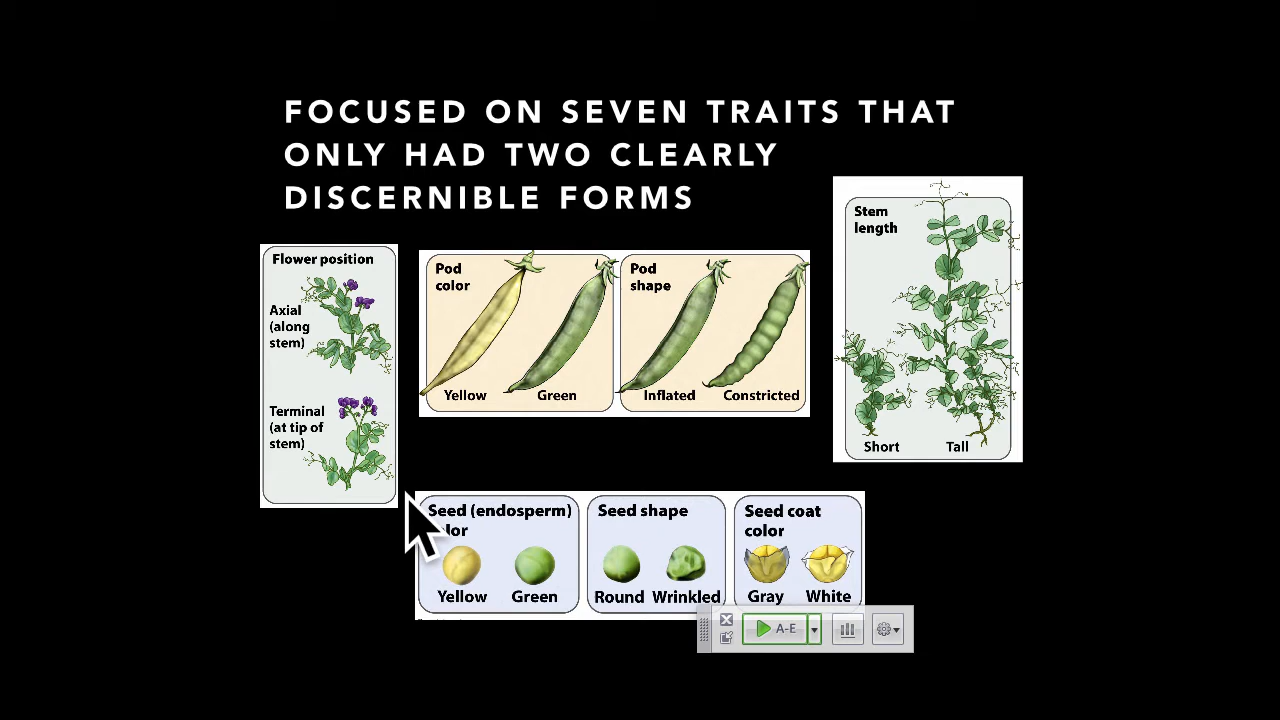 FOCUSED ON SEVEN TRAITS THAT
ONLY HAD TWO CLEARLY
DISCERNIBLE FORMS
Stem
length
Short Tall
Flower position
Axial
(along
stem)
Terminal
(at tip of
stem)
Pod
color
Yellow Green
Pod
shape
Inflated Constricted
Seed (endosperm)
lor
Yellow Green
Seed shape
Round Wrinkled
Seed coat
color
Gray White
A-E